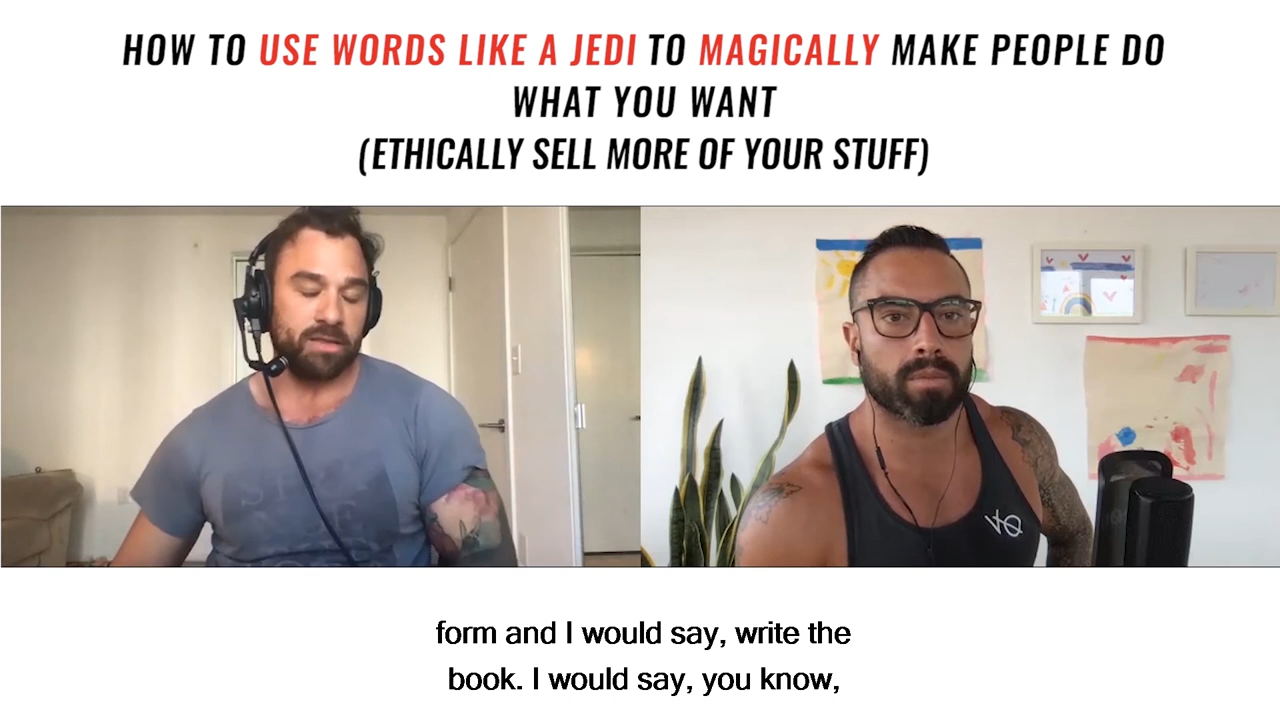 HOW TO USE WORDS LIKE A JEDI TO MAGICALLY MAKE PEOPLE DO
WHAT YOU WANT
(ETHICALLY SELL MORE OF YOUR STUFF)
form and I would say, write the
book. I would say, you know,